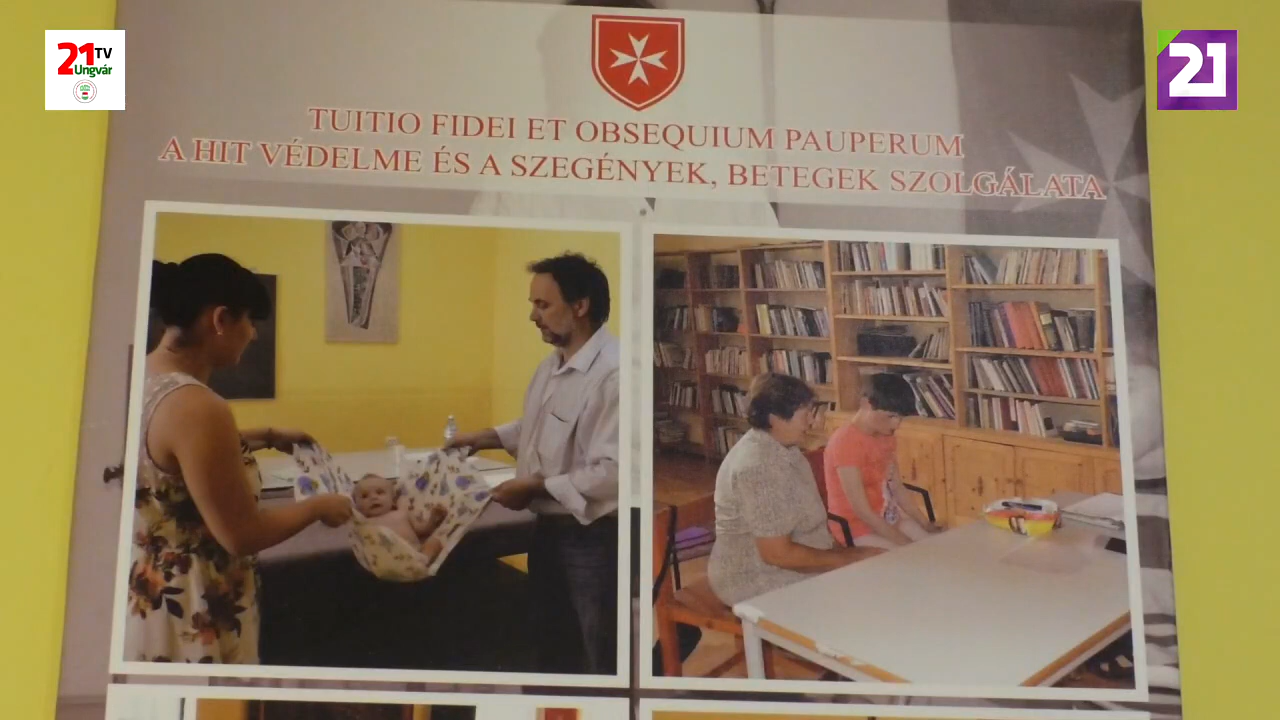 21 TV
Ungvár
21
TUITIO FIDEI ET OBSEQUIUM PAUPERUM
A HIT VÉDELME ÉS A SZEGÉNYEK, BETEGEK SZOLGÁLATA